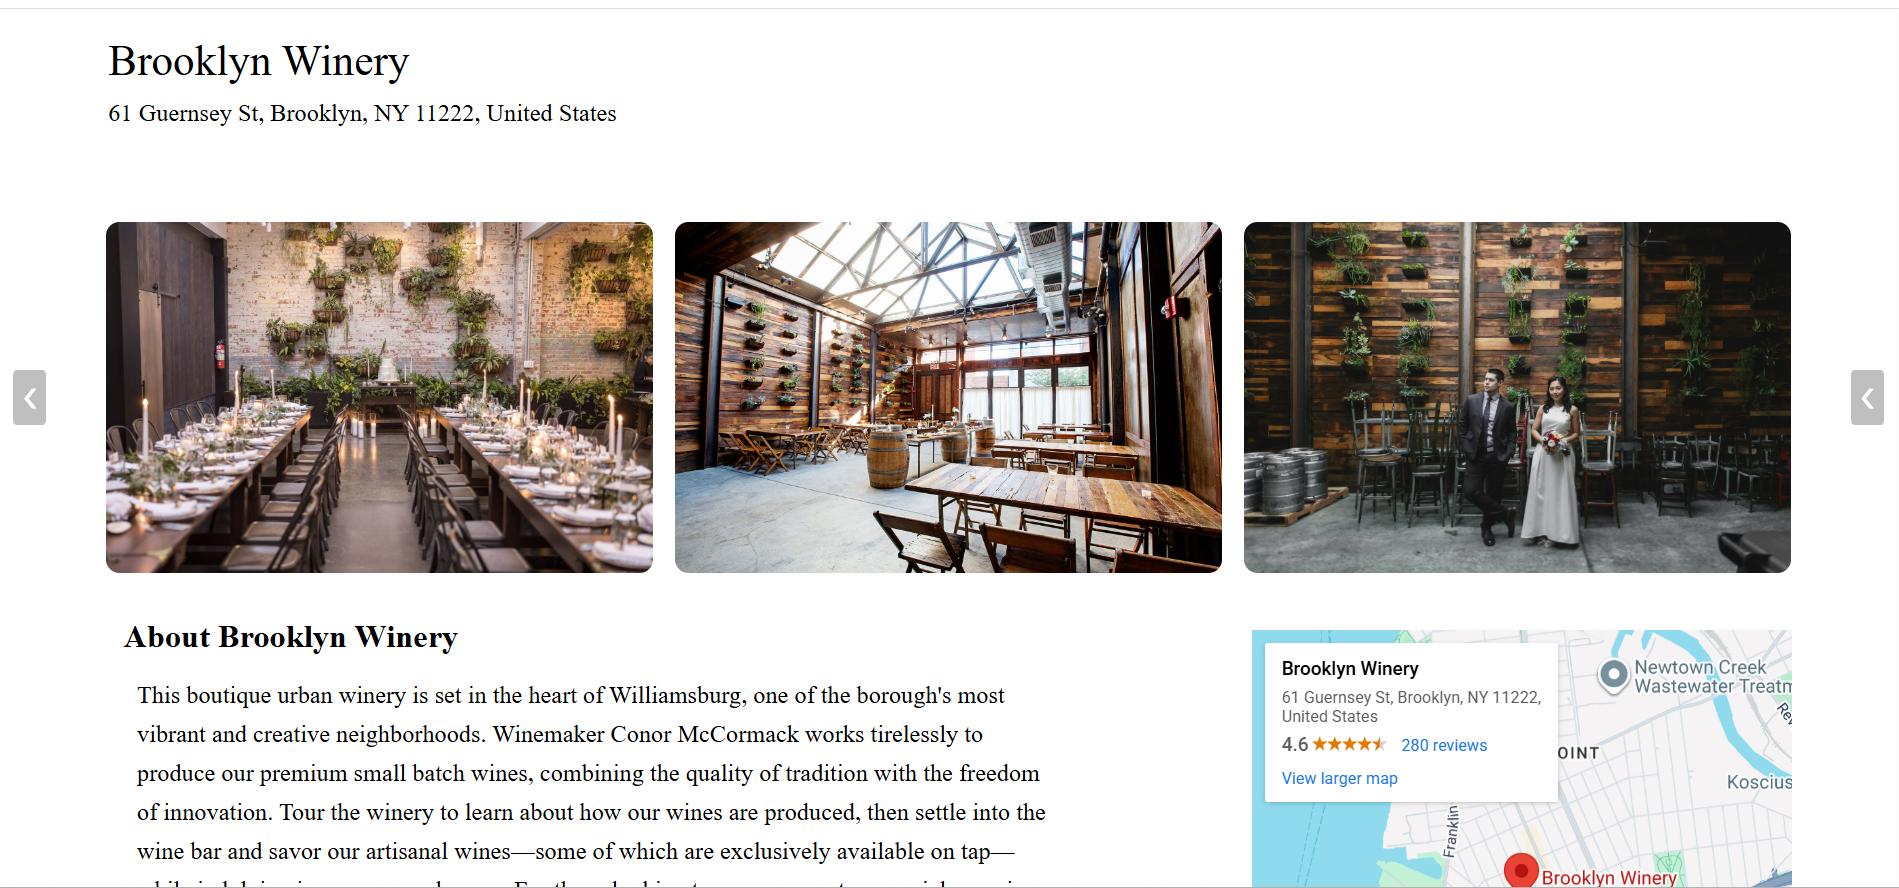 Brooklyn Winery
61 Guernsey St, Brooklyn, NY 11222, United States
About Brooklyn Winery
This boutique urban winery is set in the heart of Williamsburg, one of the borough's most
vibrant and creative neighborhoods. Winemaker Conor McCormack works tirelessly to
produce our premium small batch wines, combining the quality of tradition with the freedom
of innovation. Tour the winery to learn about how our wines are produced, then settle into the
wine bar and savor our artisanal wines—some of which are exclusively available on tap—
Brooklyn Winery
61 Guernsey St, Brooklyn, NY 11222,
United States
4.6 280 reviews
View larger map
Newtown Creek
Wastewater Treatm
Rev
OINT
Koscius
Franklin
Brooklyn Winery